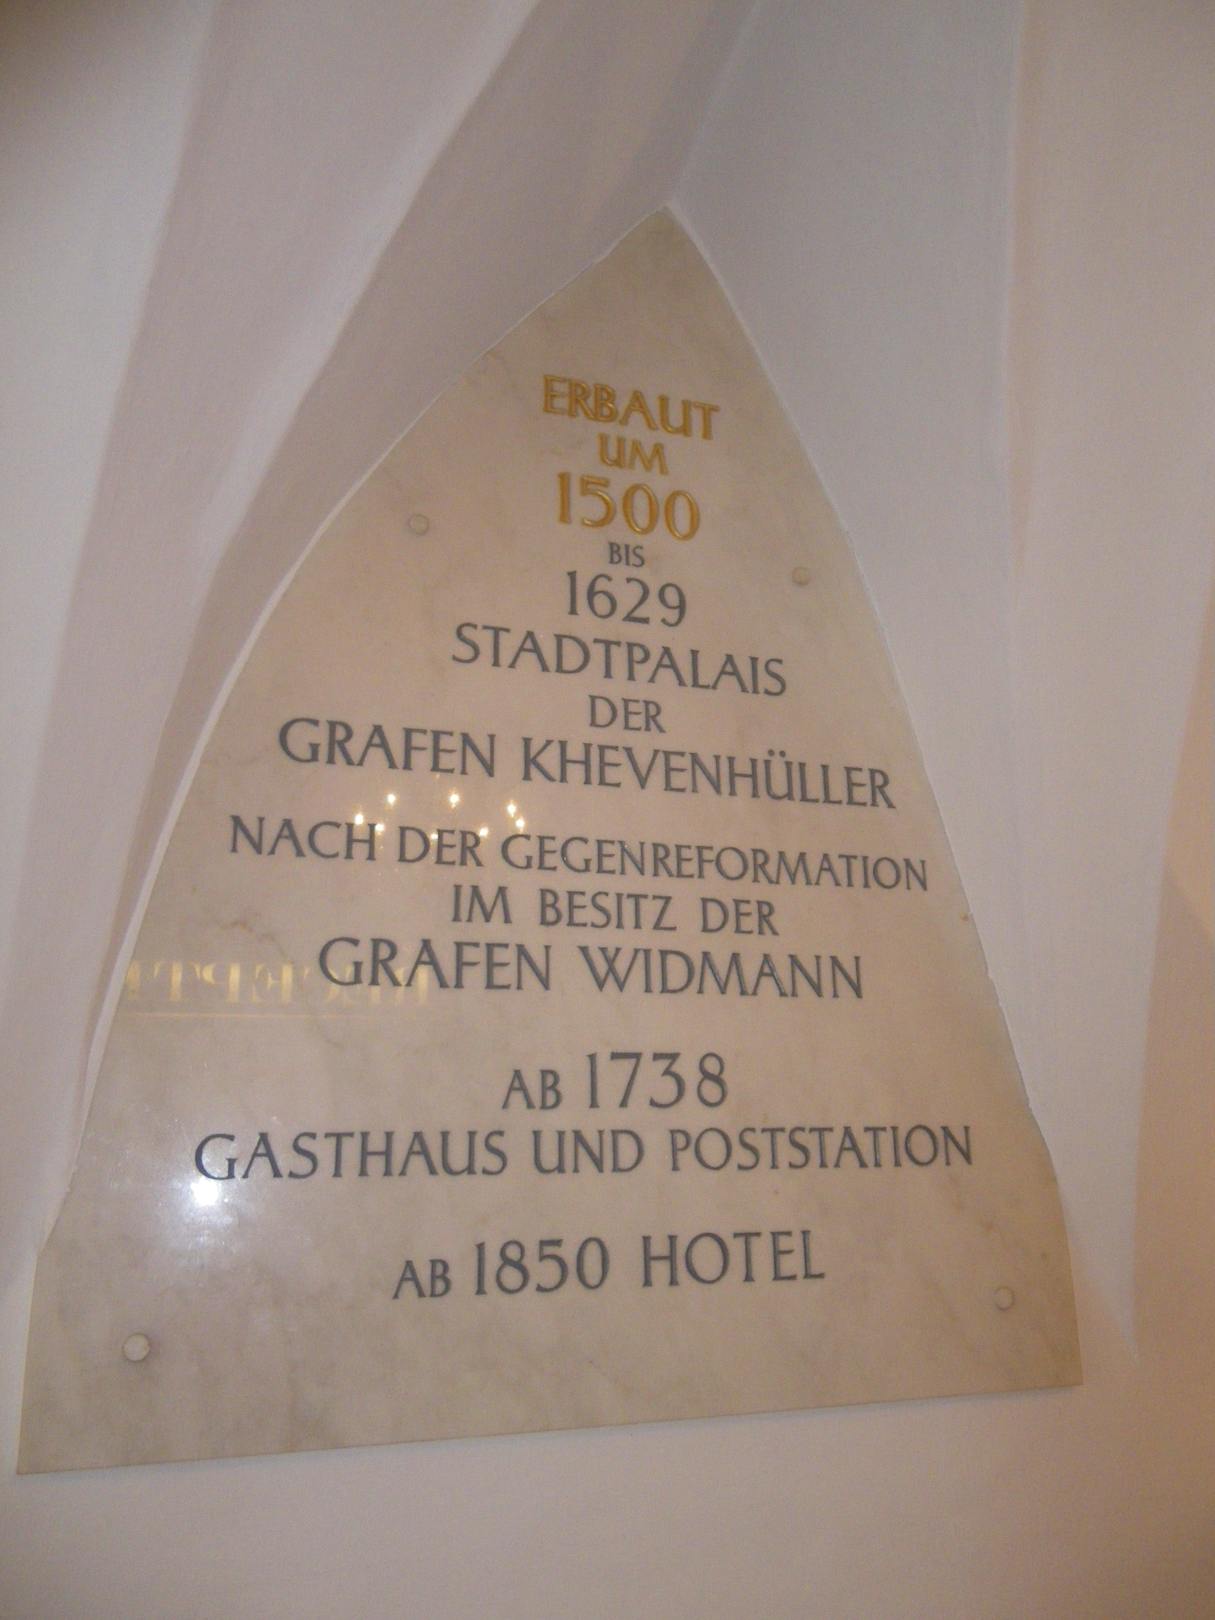 ERBAUT
UM
1500
BIS
1629
STADTPALAIS
DER
GRAFEN KHEVENHÜLLER
NACH DER GEGENREFORMATION
IM BESITZ DER
GRAFEN WIDMANN
AB 1738
GASTHAUS UND POSTSTATION
AB 1850 HOTEL